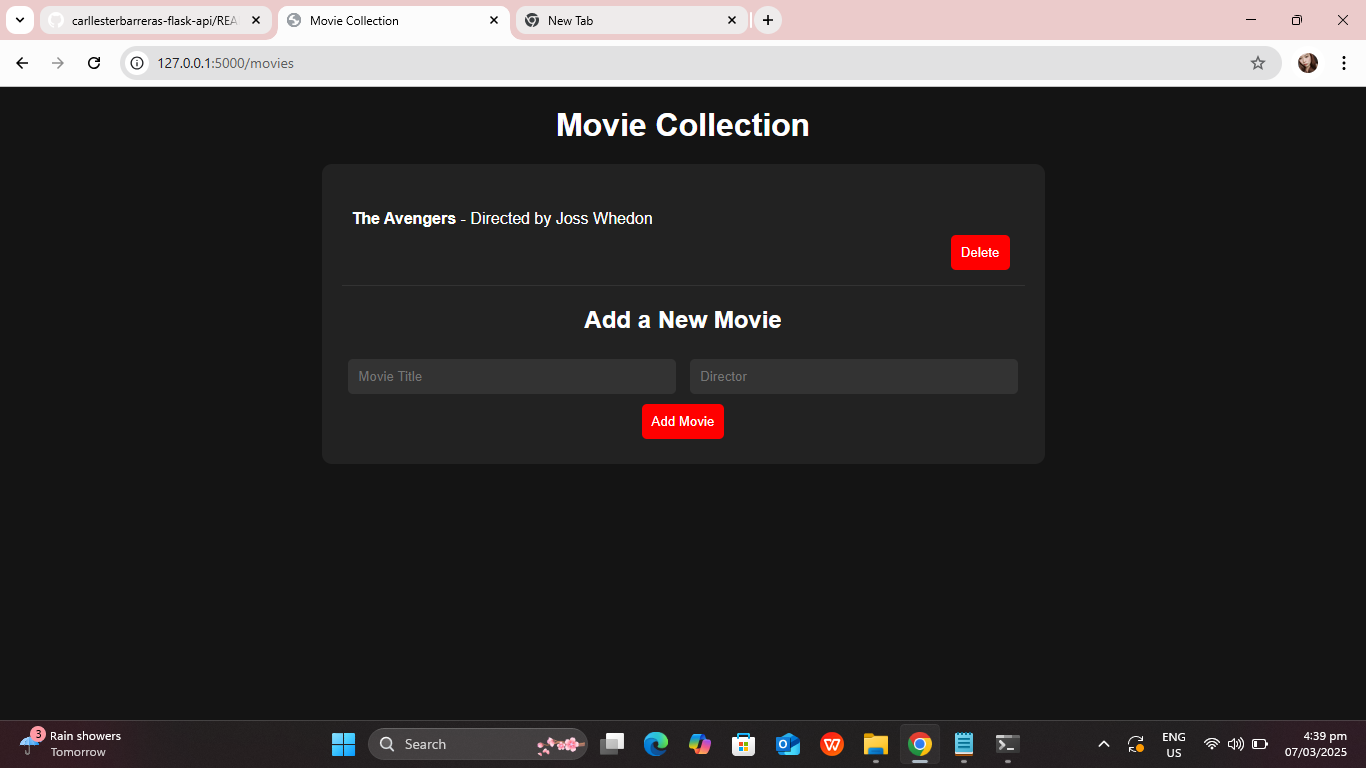 carllesterbarreras-flask-api/REA
Movie Collection
New Tab
127.0.0.1:5000/movies
Movie Collection
The Avengers - Directed by Joss Whedon
Delete
Add a New Movie
Movie Title
Director
Add Movie
3
Rain showers
Tomorrow
Search
W
ENG
US
4:39 pm
07/03/2025